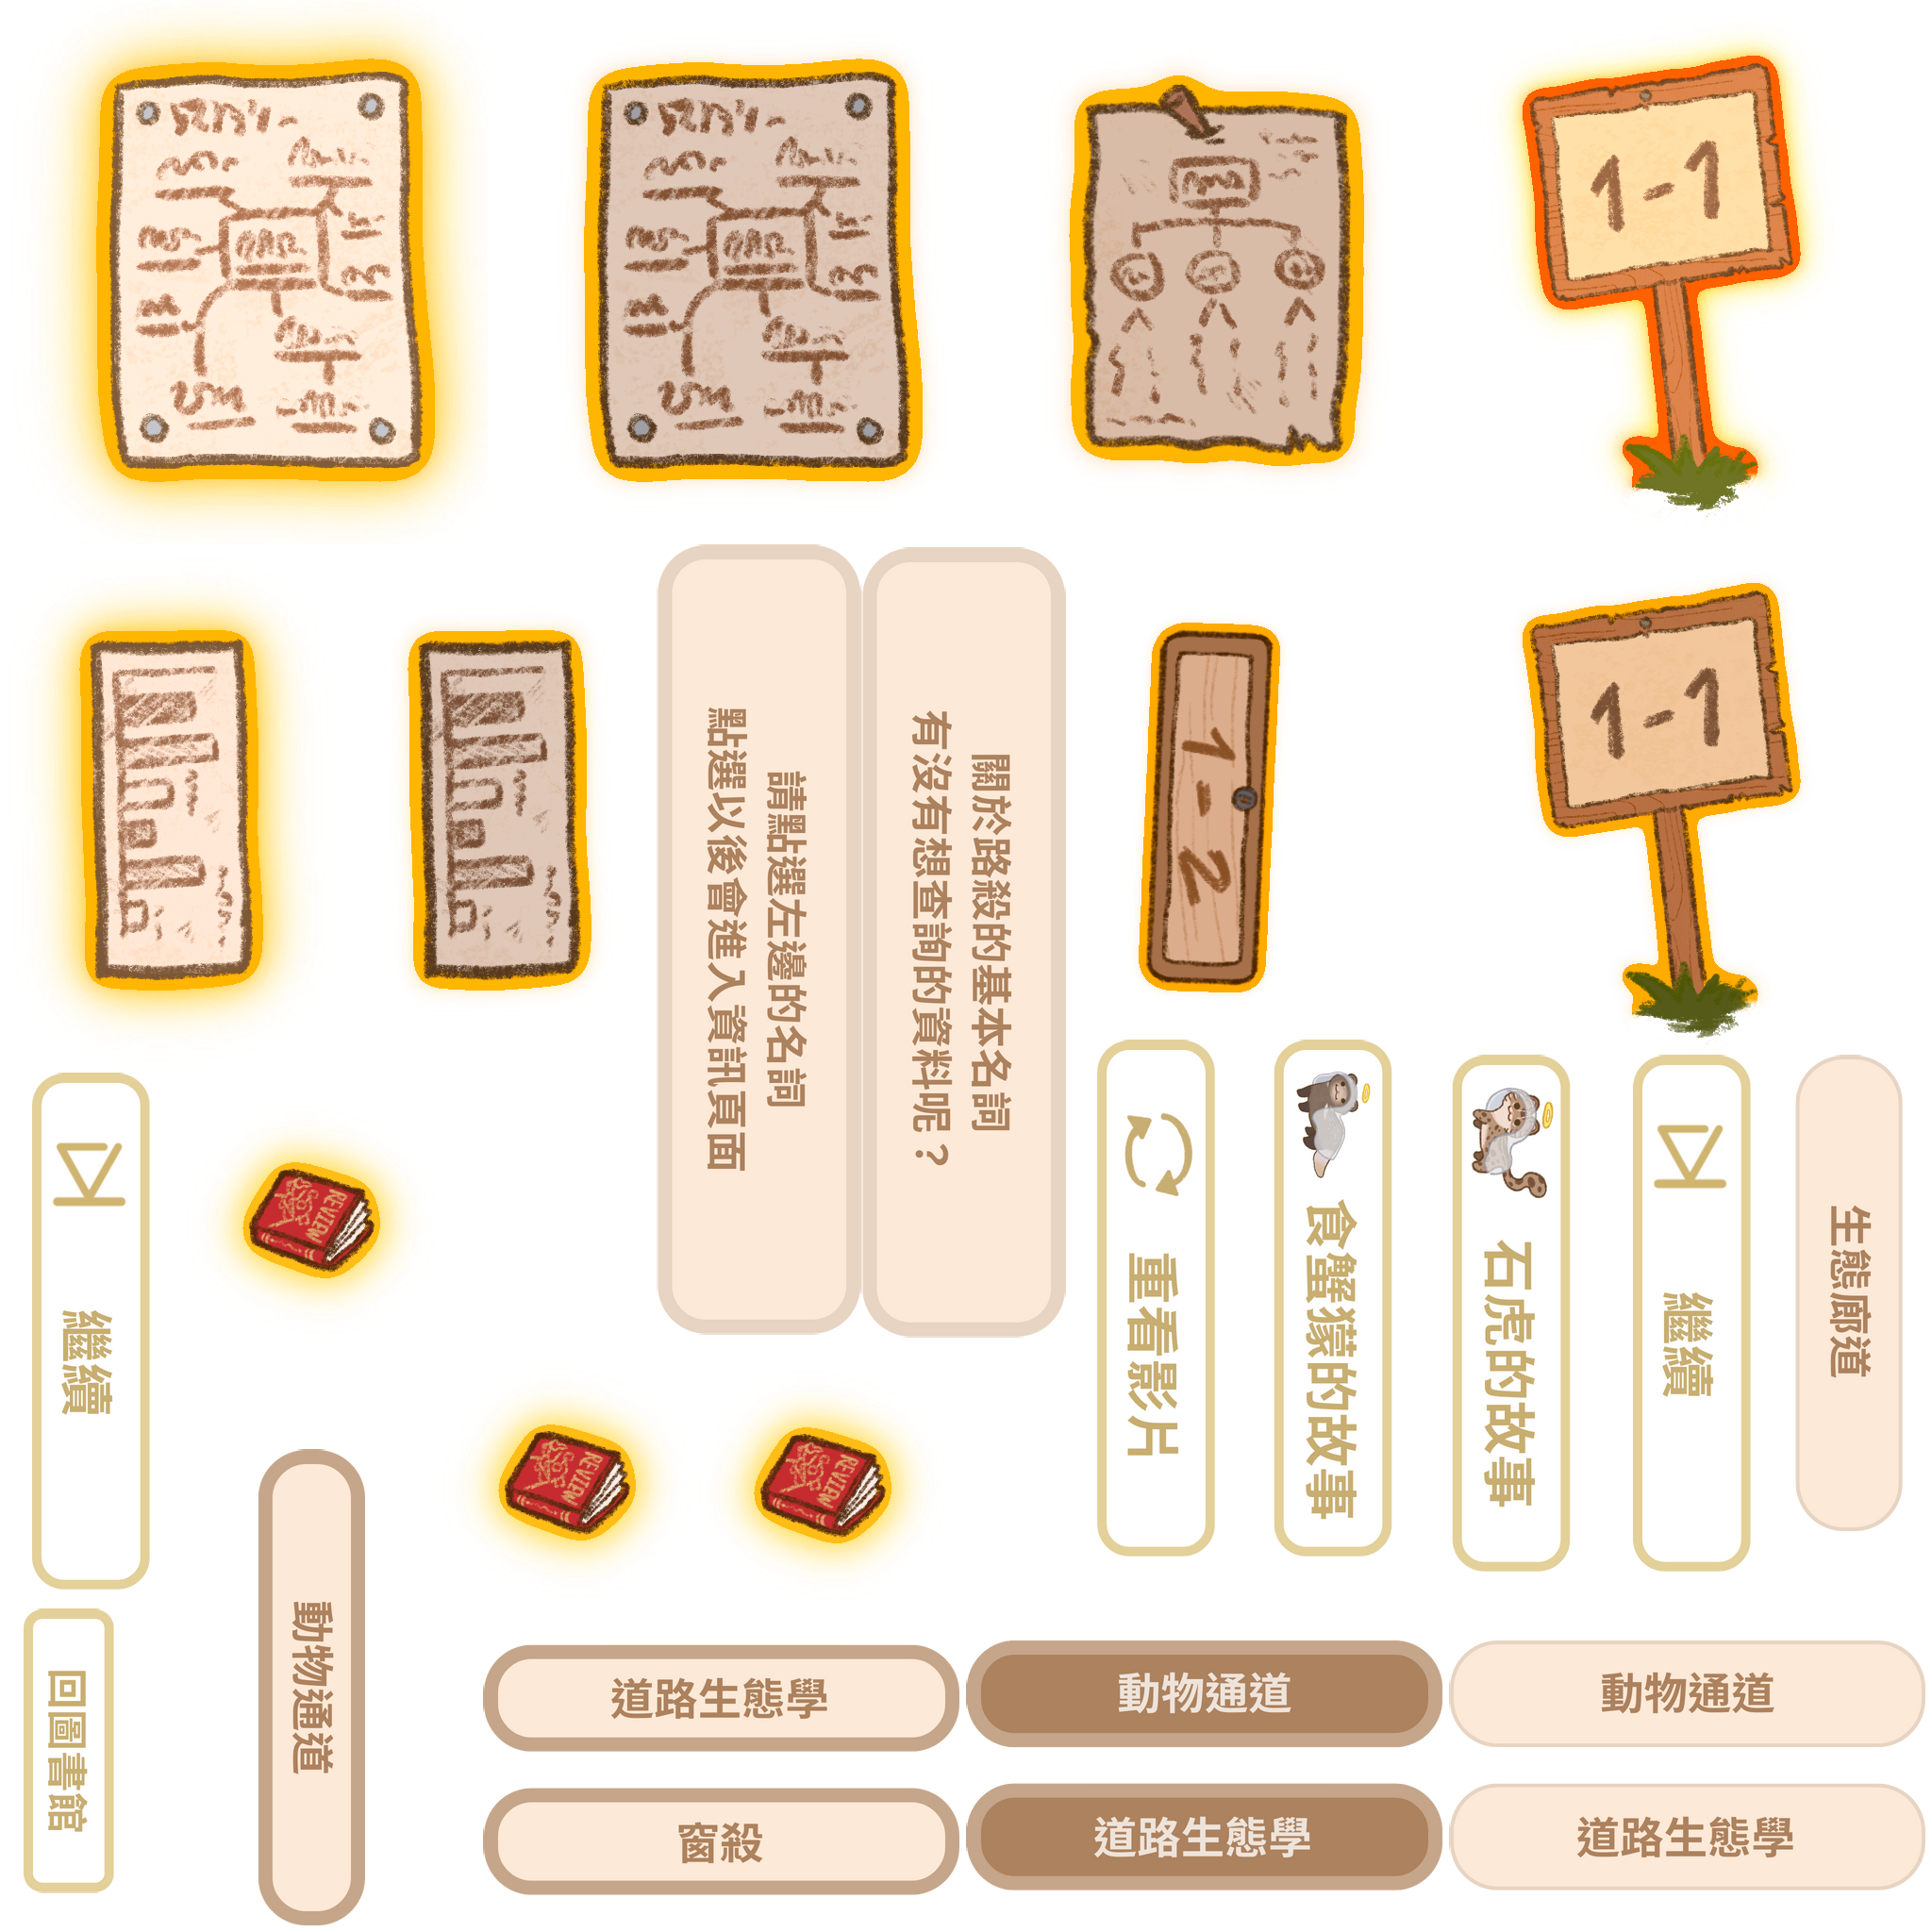 1-1
請點選左邊的名詞
點選以後會進入資訊頁面
關於路殺的基本名詞
有沒有想查詢的資料呢？
1-2
1-1
繼續
REVIEW
重看影片
食蟹獴的故事
石虎的故事
繼續
生態廊道
REVIEW
REVIEW
動物通道
回圖書館
道路生態學
動物通道
動物通道
窗殺
道路生態學
道路生態學